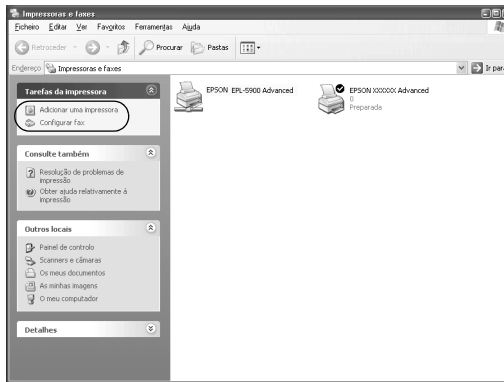 Impressoras e faxes
Ficheiro Editar Ver Favoritos Ferramentas Ajuda
Retroceder Procurar Pastas
Endereço Impressoras e faxes Ir para
Tarefas da impressora
Adicionar uma impressora
Configurar fax
Consulte também
Resolução de problemas de
impressão
Obter ajuda relativamente à
impressão
Outros locais
Painel de controlo
Scanners e câmaras
Os meus documentos
As minhas imagens
O meu computador
Detalhes
EPSON EPL-5900 Advanced
EPSON XXXXXX Advanced
0
Preparada